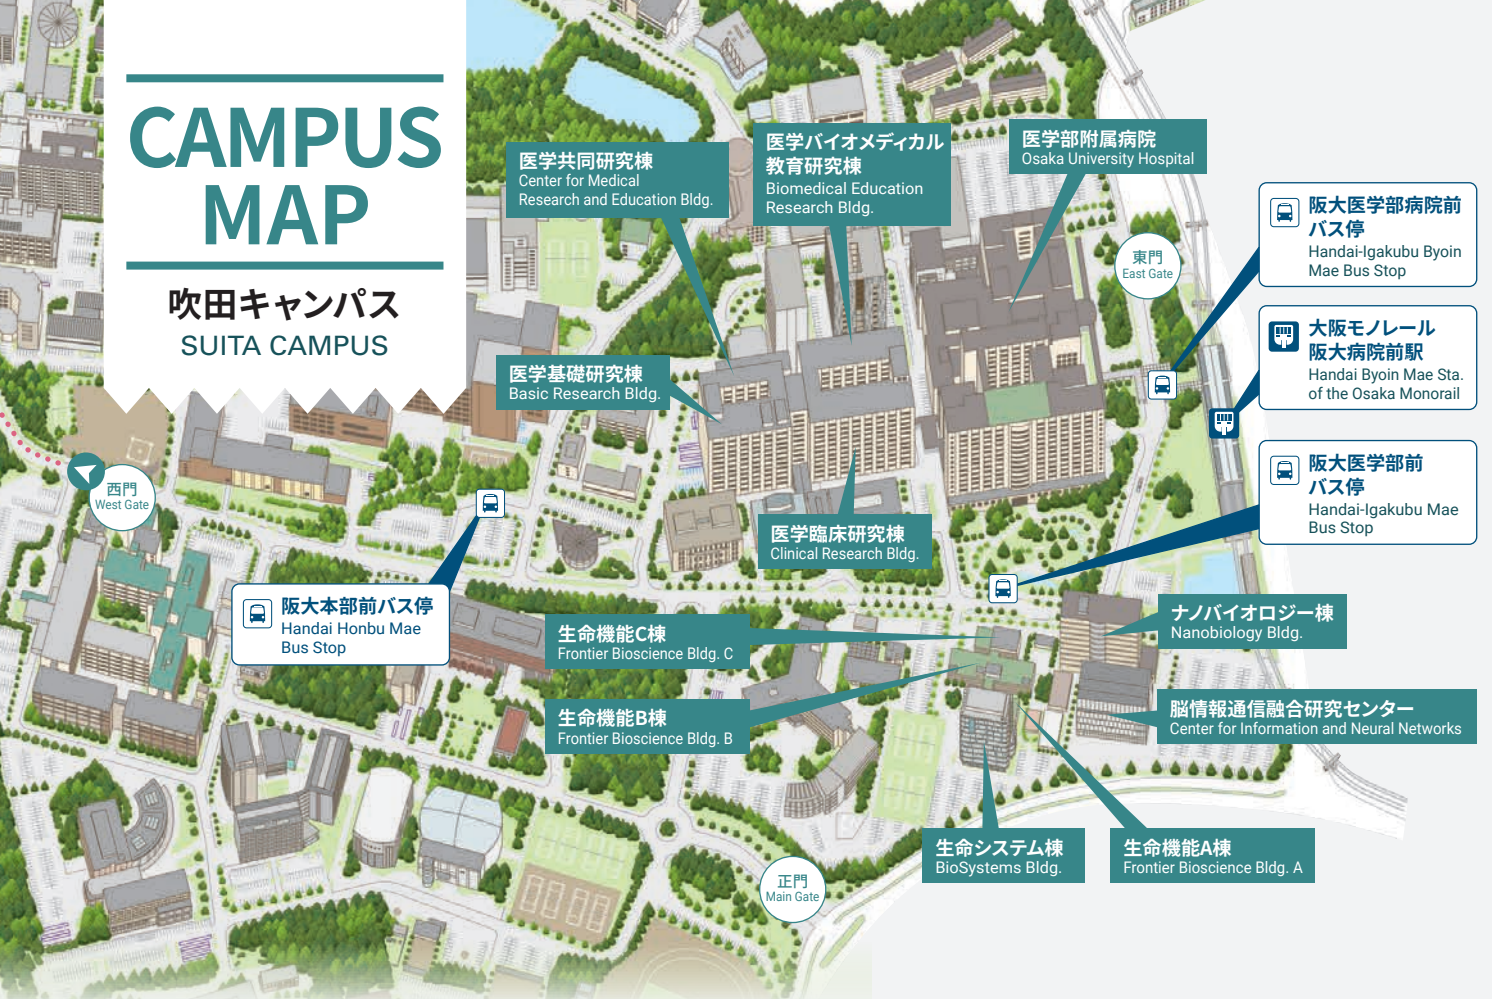 CAMPUS
MAP
吹田キャンパス
SUITA CAMPUS
医学共同研究棟
Center for Medical
Research and Education Bldg.
医学バイオメディカル
教育研究棟
Biomedical Education
Research Bldg.
医学部附属病院
Osaka University Hospital
東門
East Gate
阪大医学部病院前
バス停
Handai-Igakubu Byoin
Mae Bus Stop
大阪モノレール
阪大病院前駅
Handai Byoin Mae Sta.
of the Osaka Monorail
医学基礎研究棟
Basic Research Bldg.
阪大医学部前
バス停
Handai-Igakubu Mae
Bus Stop
西門
West Gate
医学臨床研究棟
Clinical Research Bldg.
阪大本部前バス停
Handai Honbu Mae
Bus Stop
生命機能C棟
Frontier Bioscience Bldg. C
ナノバイオロジー棟
Nanobiology Bldg.
生命機能B棟
Frontier Bioscience Bldg. B
脳情報通信融合研究センター
Center for Information and Neural Networks
生命システム棟
BioSystems Bldg.
生命機能A棟
Frontier Bioscience Bldg. A
正門
Main Gate